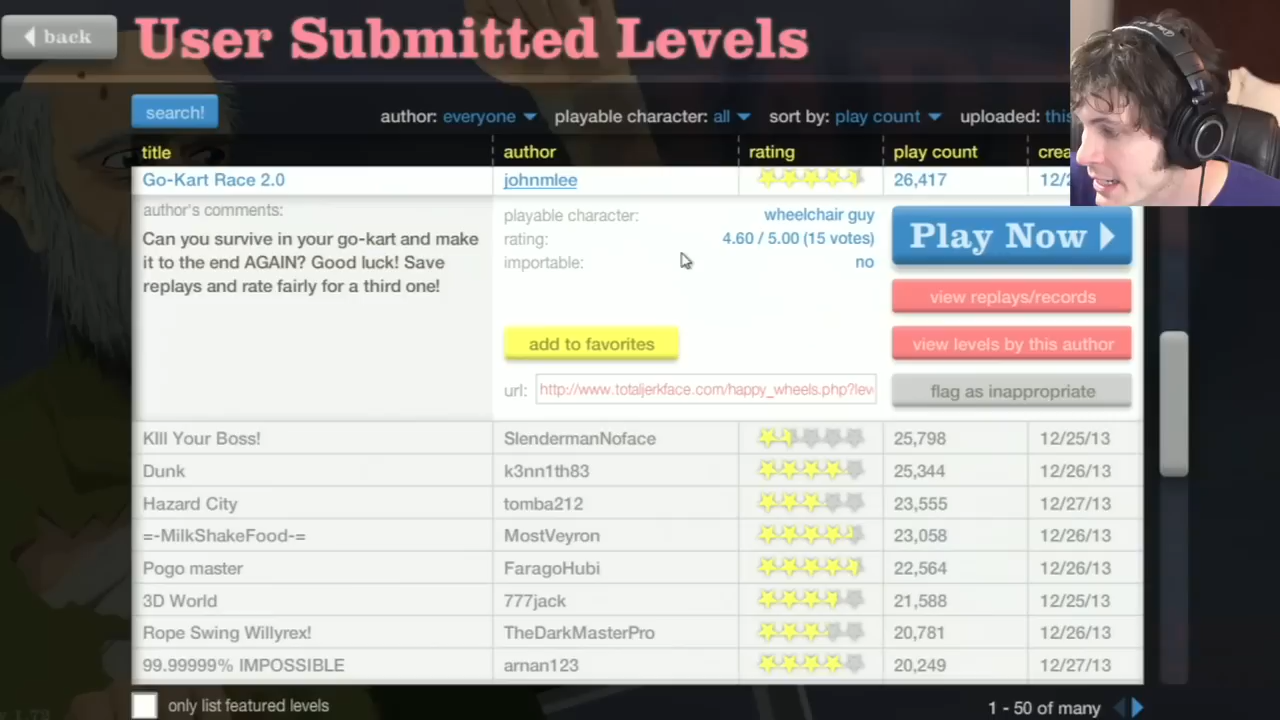 back
User Submitted Levels
search!
author: everyone
playable character: all
sort by: play count
uploaded: this
title author rating play count
Go-Kart Race 2.0 johnmlee 26,417
author's comments:
Can you survive in your go-kart and make
it to the end AGAIN? Good luck! Save
replays and rate fairly for a third one!
playable character: wheelchair guy
rating: 4.60 / 5.00 (15 votes)
importable: no
add to favorites
url: http://www.totaljerkface.com/happy_wheels.php?lev
Play Now
view replays/records
view levels by this author
flag as inappropriate
KIll Your Boss! SlendermanNoface 25,798 12/25/13
Dunk k3nn1th83 25,344 12/26/13
Hazard City tomba212 23,555 12/27/13
=-MilkShakeFood-= MostVeyron 23,058 12/26/13
Pogo master FaragoHubi 22,564 12/26/13
3D World 777jack 21,588 12/25/13
Rope Swing Willyrex! TheDarkMasterPro 20,781 12/26/13
99.99999% IMPOSSIBLE arnan123 20,249 12/27/13
only list featured levels
1 - 50 of many